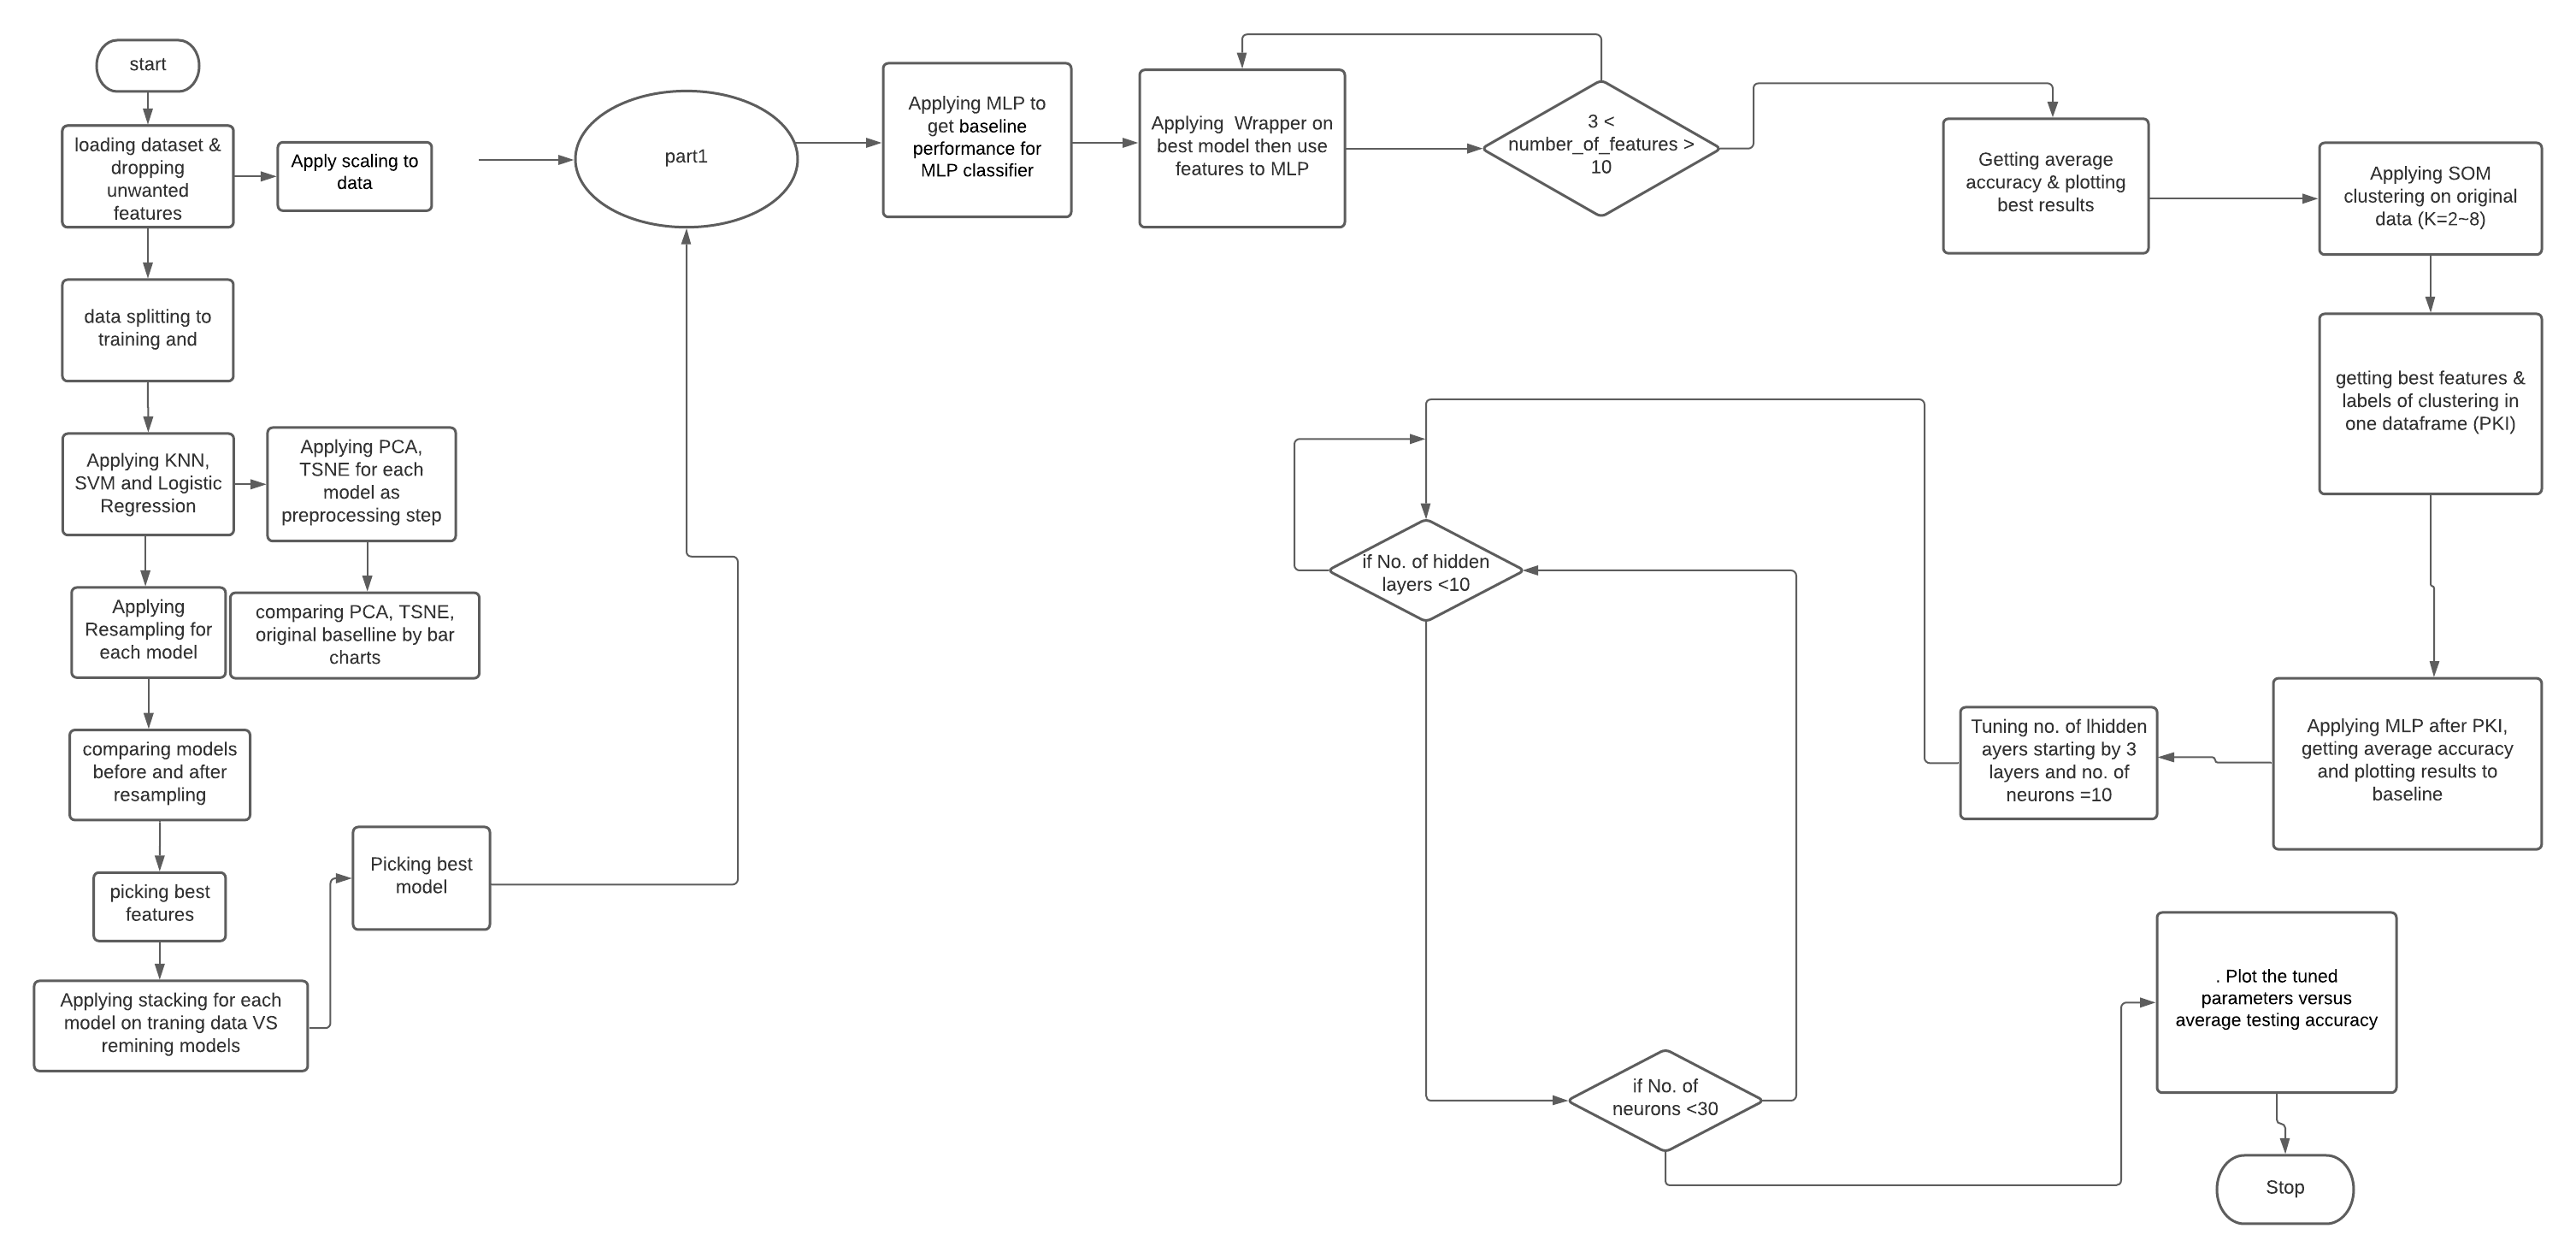 start
loading dataset &
dropping
unwanted
features
Apply scaling to
data
data splitting to
training and
Applying KNN,
SVM and Logistic
Regression
Applying PCA,
TSNE for each
model as
preprocessing step
Applying
Resampling for
each model
comparing PCA, TSNE,
original baselline by bar
charts
comparing models
before and after
resampling
picking best
features
Applying stacking for each
model on traning data VS
remining models
Picking best
model
part1
Applying MLP to
get baseline
performance for
MLP classifier
Applying  Wrapper on
best model then use
features to MLP
3 <
number_of_features >
10
Getting average
accuracy & plotting
best results
Applying SOM
clustering on original
data (K=2~8)
getting best features &
labels of clustering in
one dataframe (PKI)
Applying MLP after PKI,
getting average accuracy
and plotting results to
baseline
Tuning no. of lhidden
ayers starting by 3
layers and no. of
neurons =10
if No. of hidden
layers <10
if No. of
neurons <30
. Plot the tuned
parameters versus
average testing accuracy
Stop